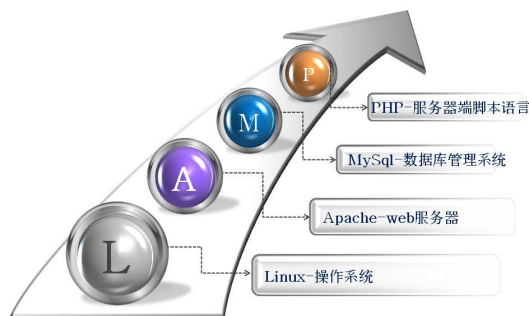 P
PHP-服务器端脚本语言
M
MySql-数据库管理系统
A
Apache-web服务器
L
Linux-操作系统